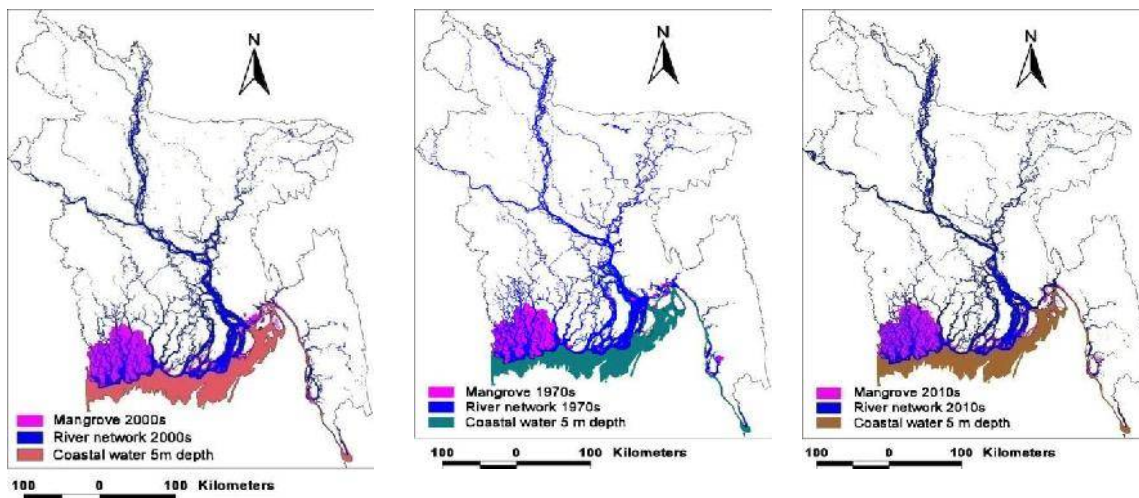 N
Mangrove 2000s
River network 2000s
Coastal water 5m depth
100 0 100 Kilometers
N
Mangrove 1970s
River network 1970s
Coastal water 5 m depth
100 0 100 Kilometers
N
Mangrove 2010s
River network 2010s
Coastal water 5 m depth
100 0 100 Kilometers